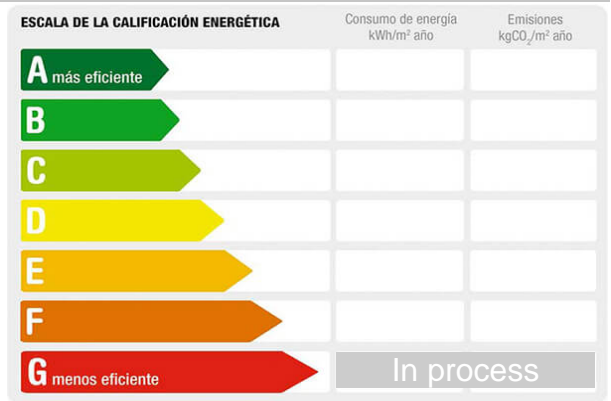 ESCALA DE LA CALIFICACIÓN ENERGÉTICA
Consumo de energía
kWh/m² año
Emisiones
kgCO₂/m² año
A más eficiente
B
C
D
E
F
G menos eficiente
In process